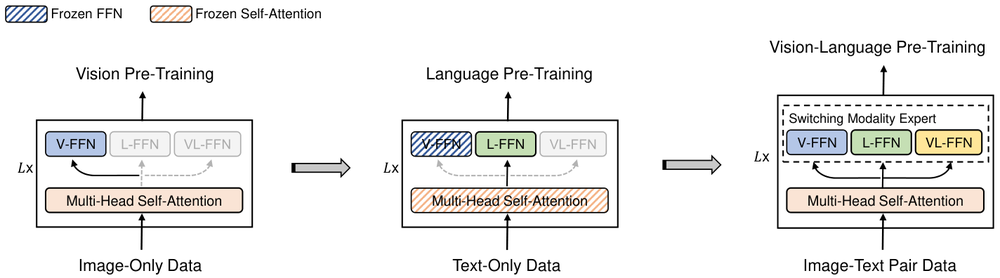 Frozen FFN
Frozen Self-Attention
Vision Pre-Training
V-FFN
L-FFN
VL-FFN
Lx
Multi-Head Self-Attention
Image-Only Data
Language Pre-Training
V-FFN
L-FFN
VL-FFN
Lx
Multi-Head Self-Attention
Text-Only Data
Vision-Language Pre-Training
Switching Modality Expert
V-FFN
L-FFN
VL-FFN
Lx
Multi-Head Self-Attention
Image-Text Pair Data